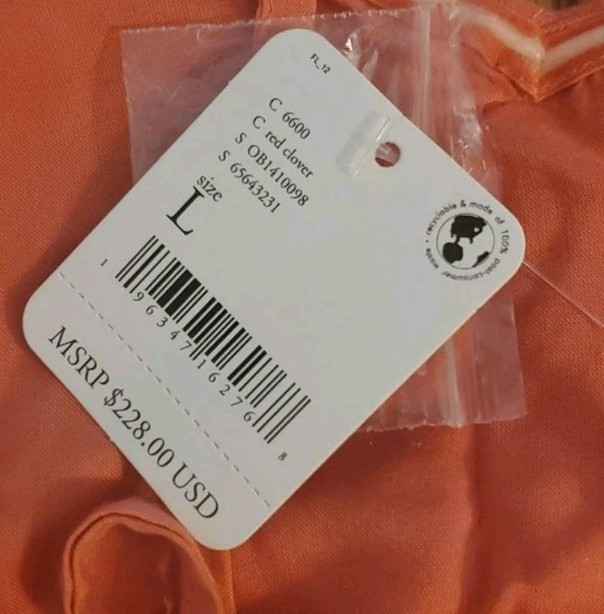 FL_12
C 6600
C red clover
S OB1410098
S 65643231
size
L
recyclable & made of 100% post-consumer waste •
1 96347 16276 8
MSRP $228.00 USD